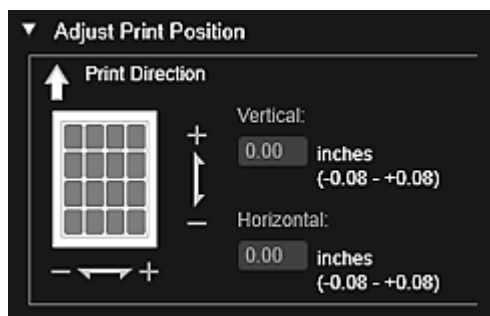 Adjust Print Position
Print Direction
Vertical:
+
0.00 inches
(-0.08 - +0.08)
−
Horizontal:
0.00 inches
− +
(-0.08 - +0.08)